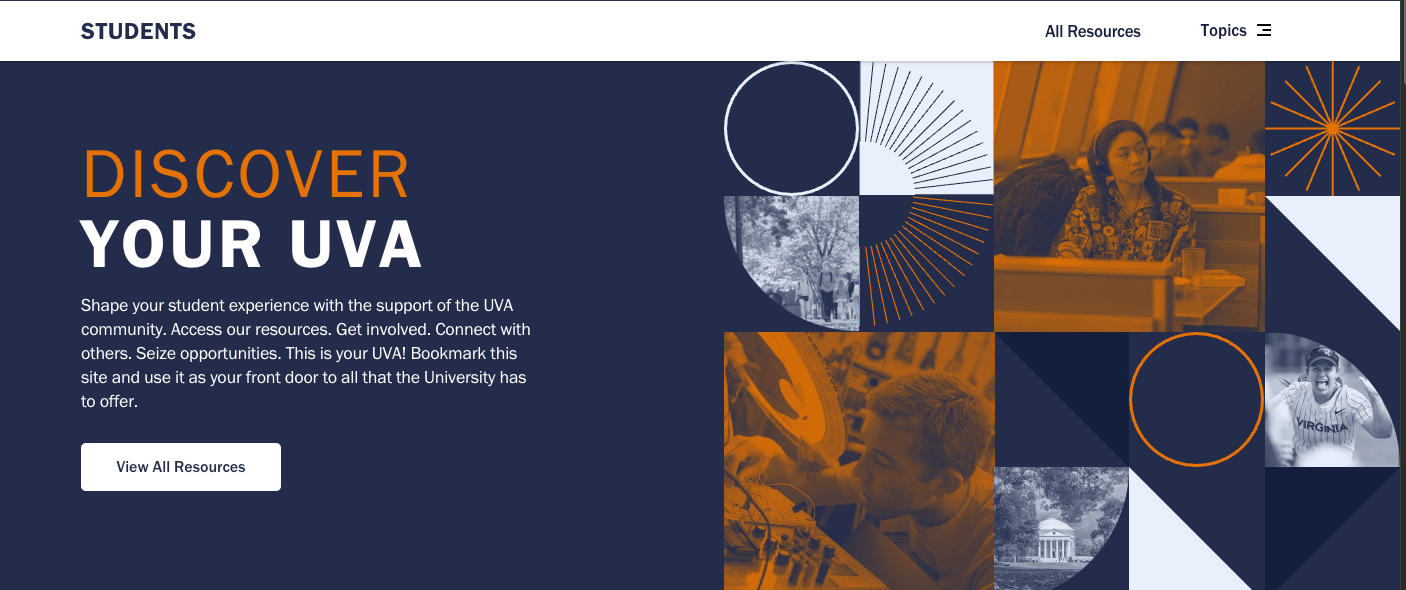 STUDENTS
All Resources
Topics
DISCOVER
YOUR UVA
Shape your student experience with the support of the UVA
community. Access our resources. Get involved. Connect with
others. Seize opportunities. This is your UVA! Bookmark this
site and use it as your front door to all that the University has
to offer.
View All Resources
VIRGINIA